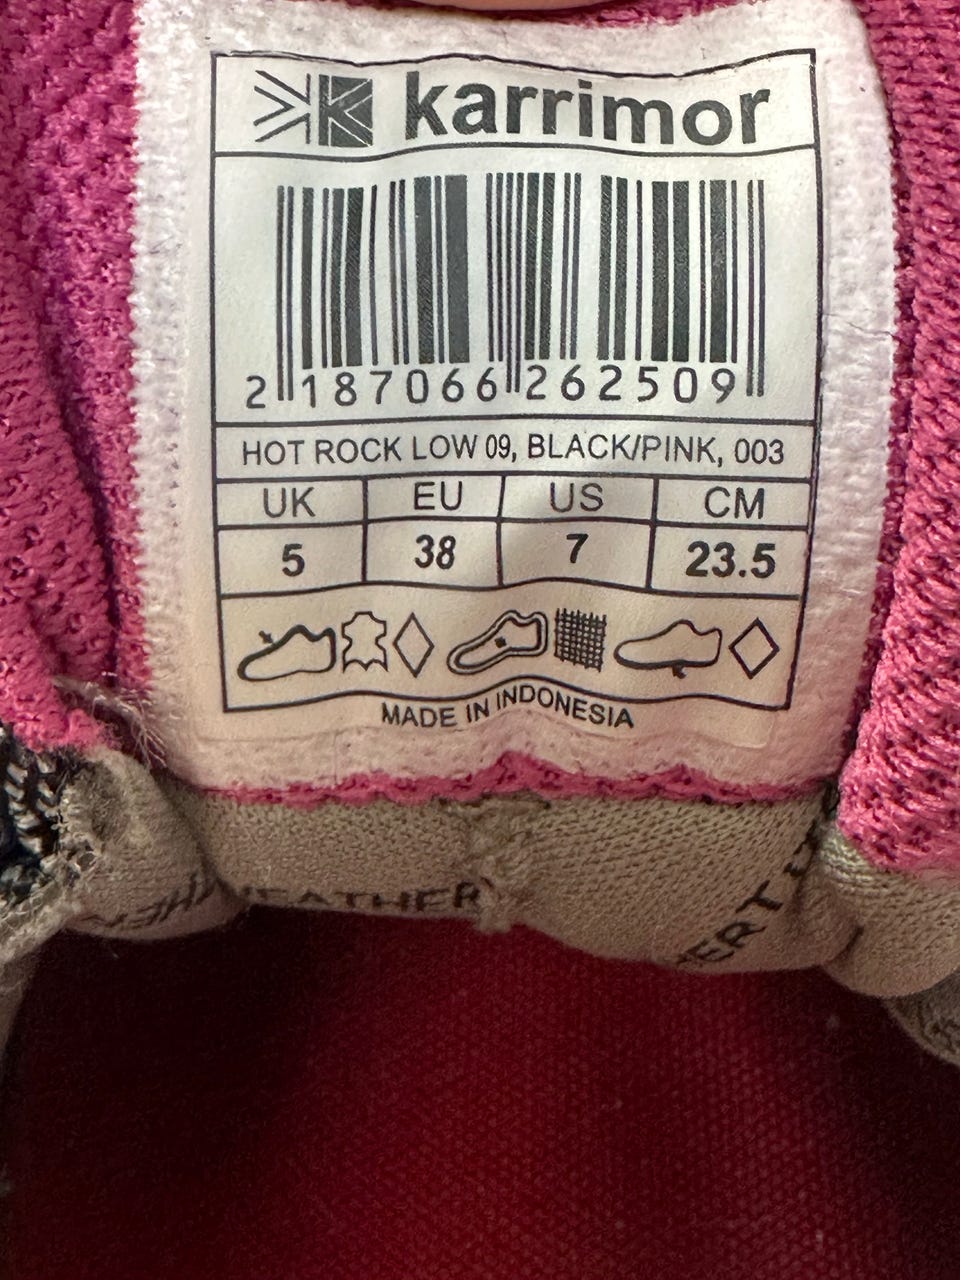 karrimor
2 187066 262509
HOT ROCK LOW 09, BLACK/PINK, 003
UK EU US CM
5 38 7 23.5
MADE IN INDONESIA
WEATHER